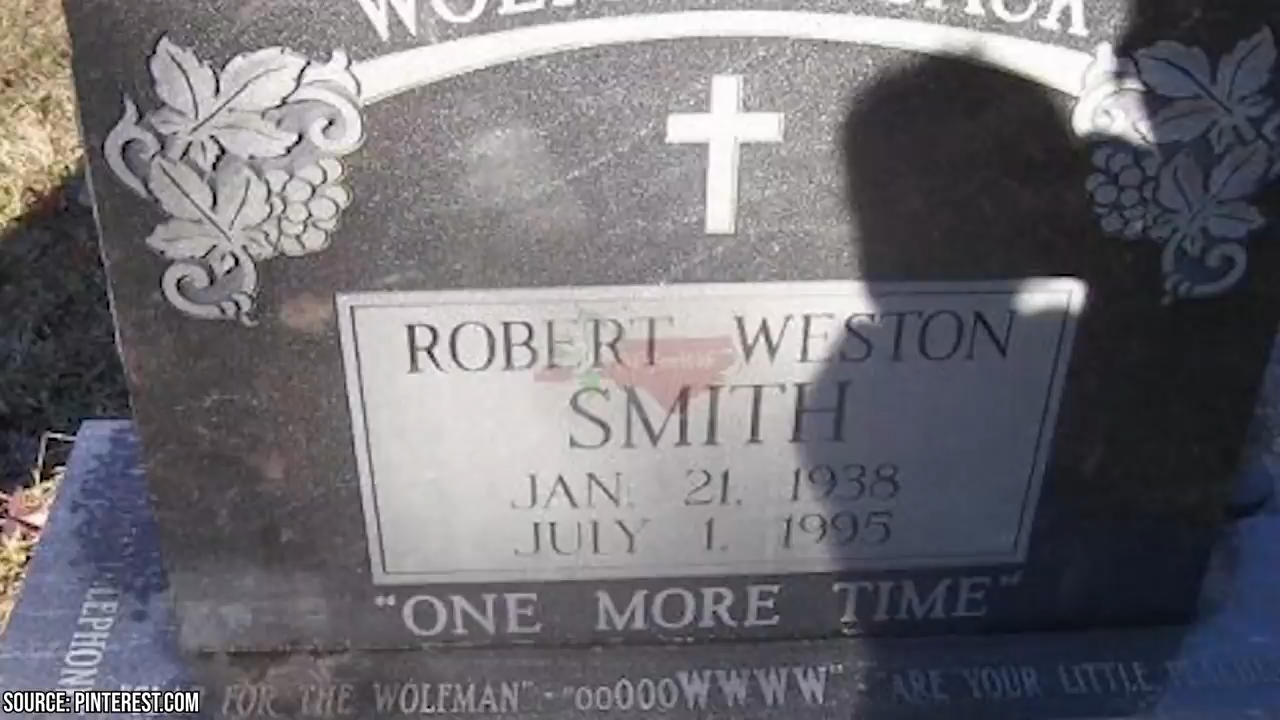 ROBERT WESTON
SMITH
JAN. 21. 1938
JULY 1. 1995
"ONE MORE TIME"
FOR THE WOLFMAN" - "ooOOOWWWW" - "ARE YOUR LITTLE
SOURCE: PINTEREST.COM